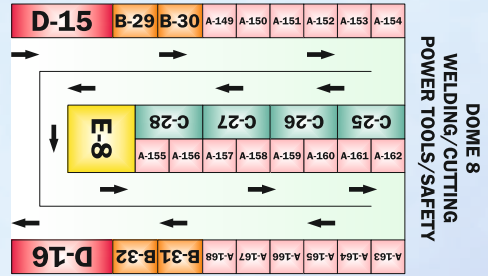 D-15 B-29 B-30 A-149 A-150 A-151 A-152 A-153 A-154
E-8
C-28 C-27 C-26 C-25
A-155 A-156 A-157 A-158 A-159 A-160 A-161 A-162
D-16 B-32 B-31 A-168 A-167 A-166 A-165 A-164 A-163
DOME 8
WELDING/CUTTING
POWER TOOLS/SAFETY